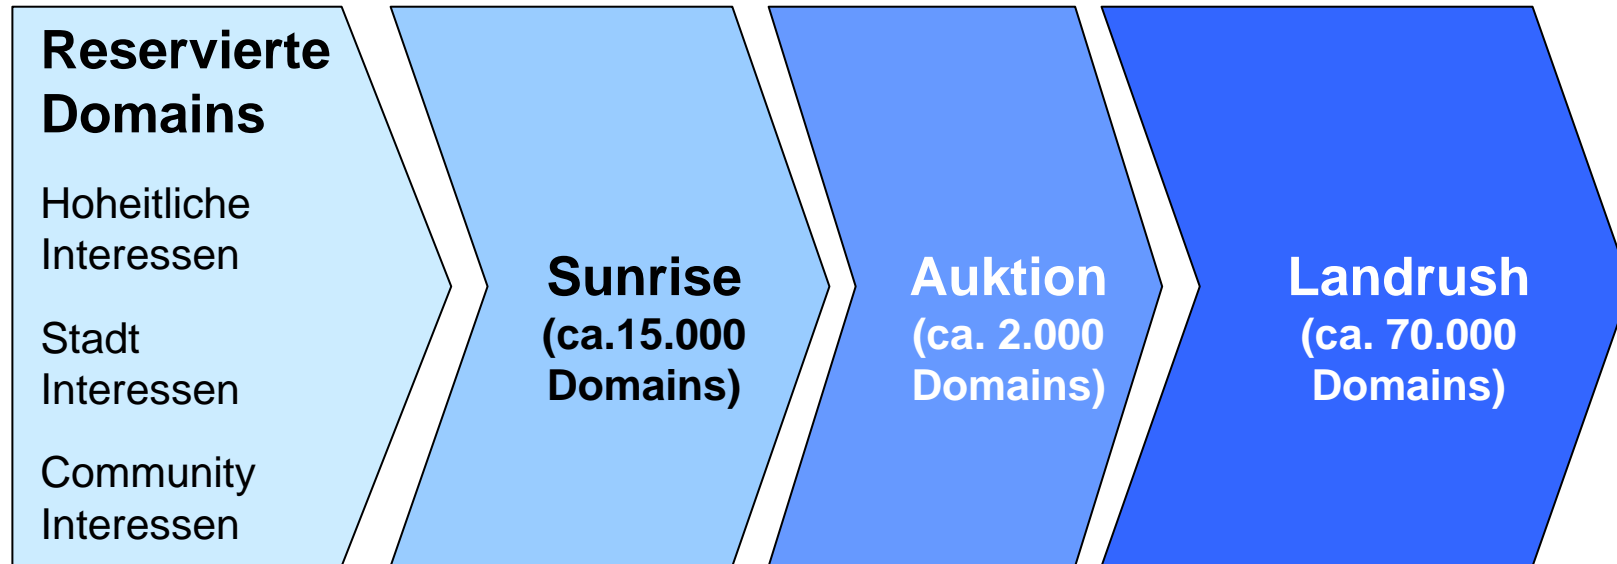 Reservierte
Domains
Hoheitliche
Interessen
Stadt
Interessen
Community
Interessen
Sunrise
(ca.15.000
Domains)
Auktion
(ca. 2.000
Domains)
Landrush
(ca. 70.000
Domains)